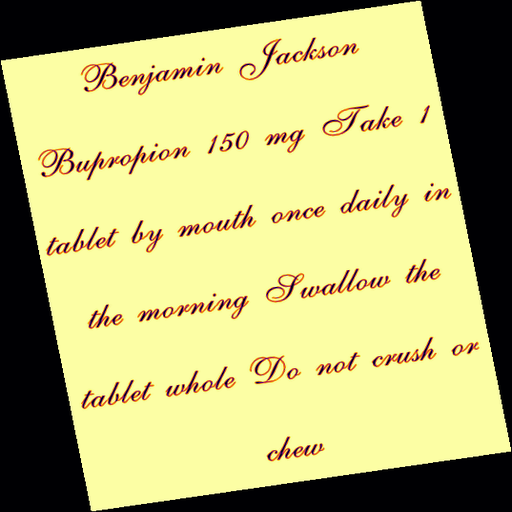 Benjamin Jackson
Bupropion 150 mg Take 1
tablet by mouth once daily in
the morning Swallow the
tablet whole Do not crush or
chew